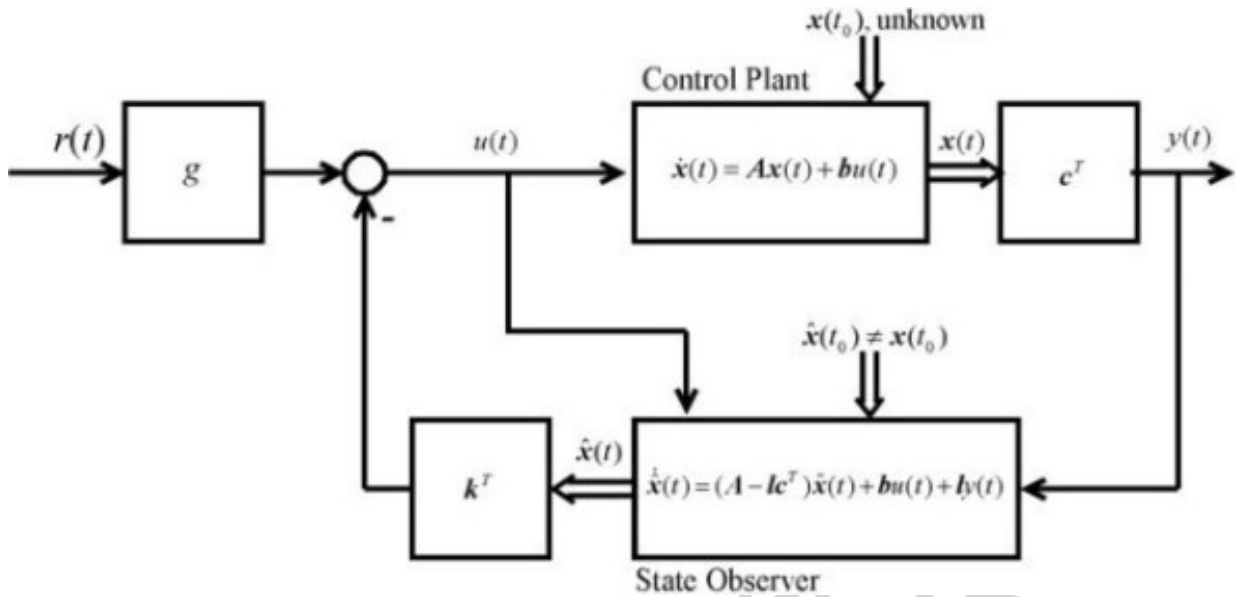 x(t₀), unknown
Control Plant
r(t)
g
u(t)
ẋ(t) = Ax(t) + bu(t)
x(t)
cᵀ
y(t)
-
x̂(t₀) ≠ x(t₀)
x̂(t)
kᵀ
x̂̇(t) = (A − lcᵀ)x̂(t) + bu(t) + ly(t)
State Observer